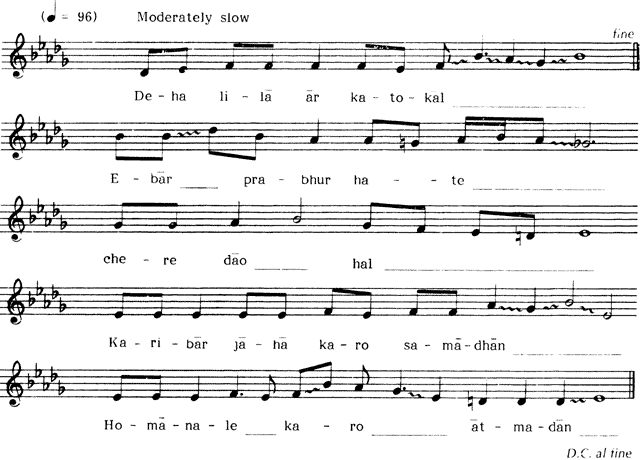 (♩ = 96) Moderately slow
fine
De-ha li-lā ār ka-to-kal
E-bār pra-bhur ha-te
che-re dāo hal
Ka-ri-bār jā-hā ka-ro sa-mā-dhān
Ho-mā-na-le ka-ro āt-ma-dān
D.C. al fine